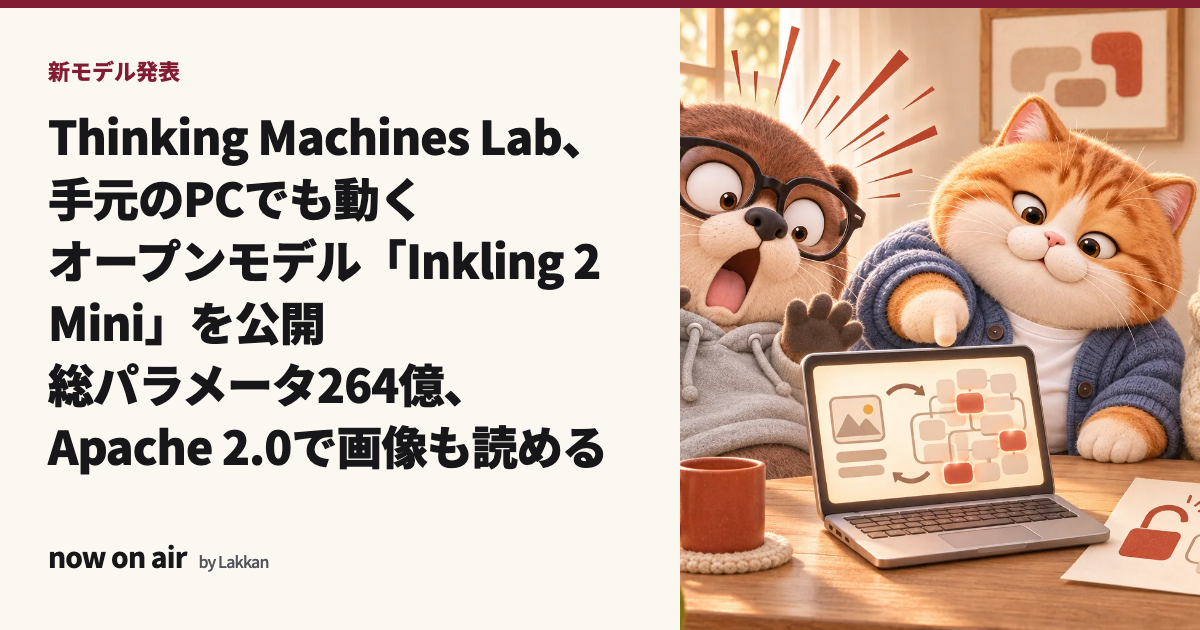 新モデル発表
Thinking Machines Lab、
手元のPCでも動く
オープンモデル「Inkling 2
Mini」を公開
総パラメータ264億、
Apache 2.0で画像も読める
now on air by Lakkan